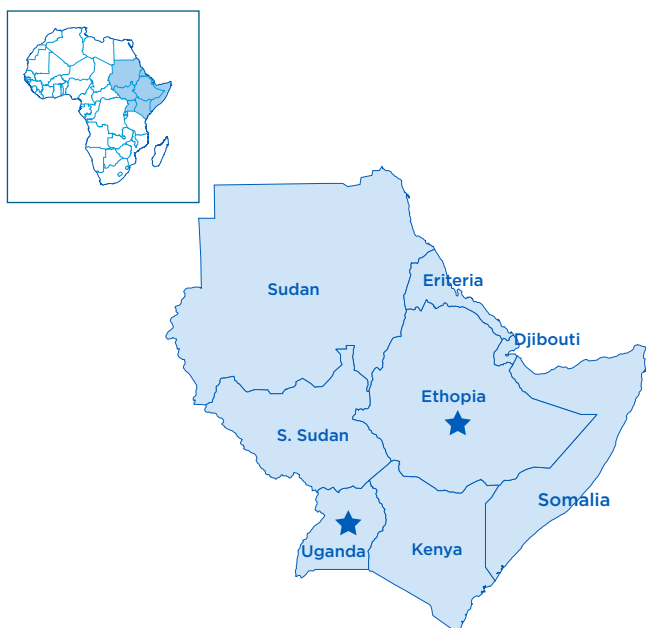 Sudan
Eriteria
Djibouti
Ethopia
S. Sudan
Somalia
Uganda
Kenya